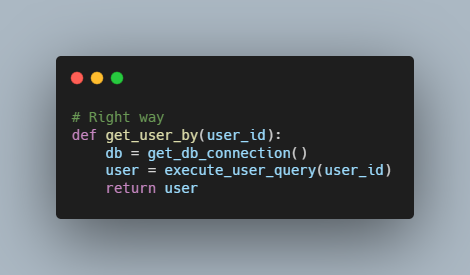 # Right way
def get_user_by(user_id):
    db = get_db_connection()
    user = execute_user_query(user_id)
    return user